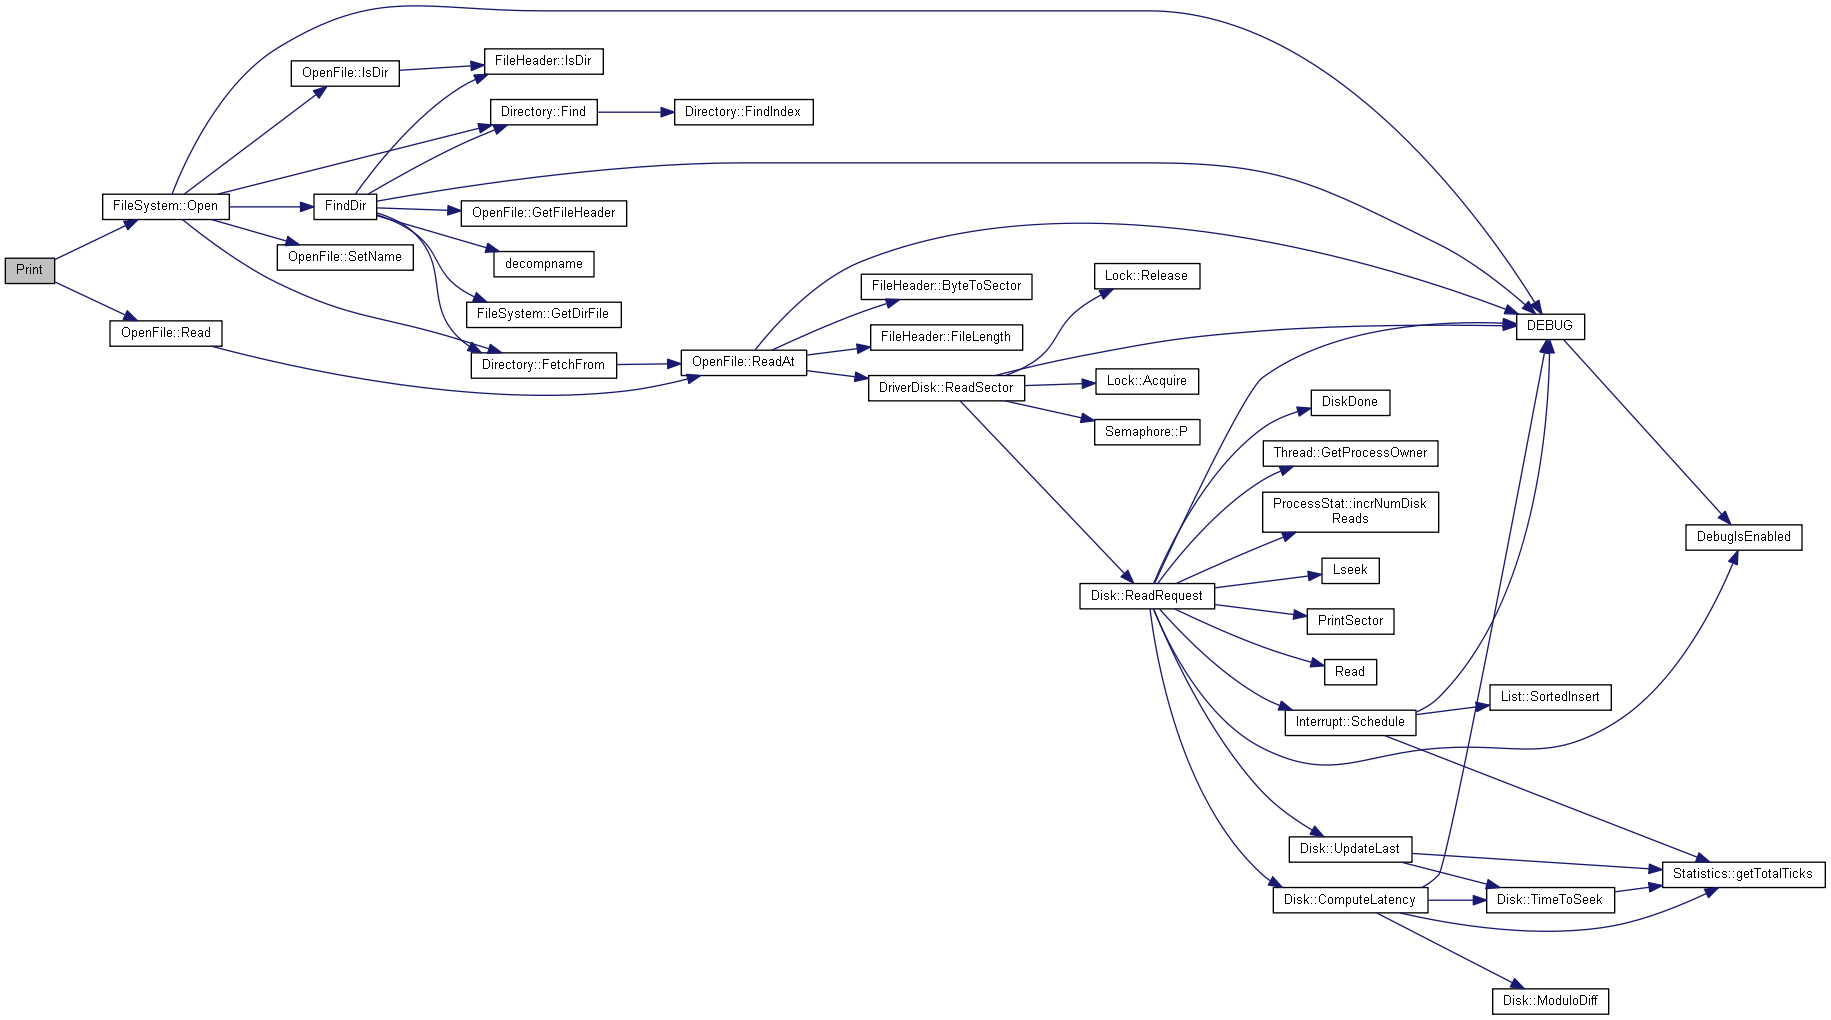 Print
FileSystem::Open
OpenFile::Read
OpenFile::IsDir
FindDir
OpenFile::SetName
FileHeader::IsDir
Directory::Find
OpenFile::GetFileHeader
decompname
FileSystem::GetDirFile
Directory::FetchFrom
Directory::FindIndex
OpenFile::ReadAt
FileHeader::ByteToSector
FileHeader::FileLength
DriverDisk::ReadSector
Lock::Release
Lock::Acquire
Semaphore::P
Disk::ReadRequest
DiskDone
Thread::GetProcessOwner
ProcessStat::incrNumDisk
Reads
Lseek
PrintSector
Read
Interrupt::Schedule
Disk::UpdateLast
Disk::ComputeLatency
DEBUG
List::SortedInsert
Disk::TimeToSeek
Disk::ModuloDiff
DebugIsEnabled
Statistics::getTotalTicks